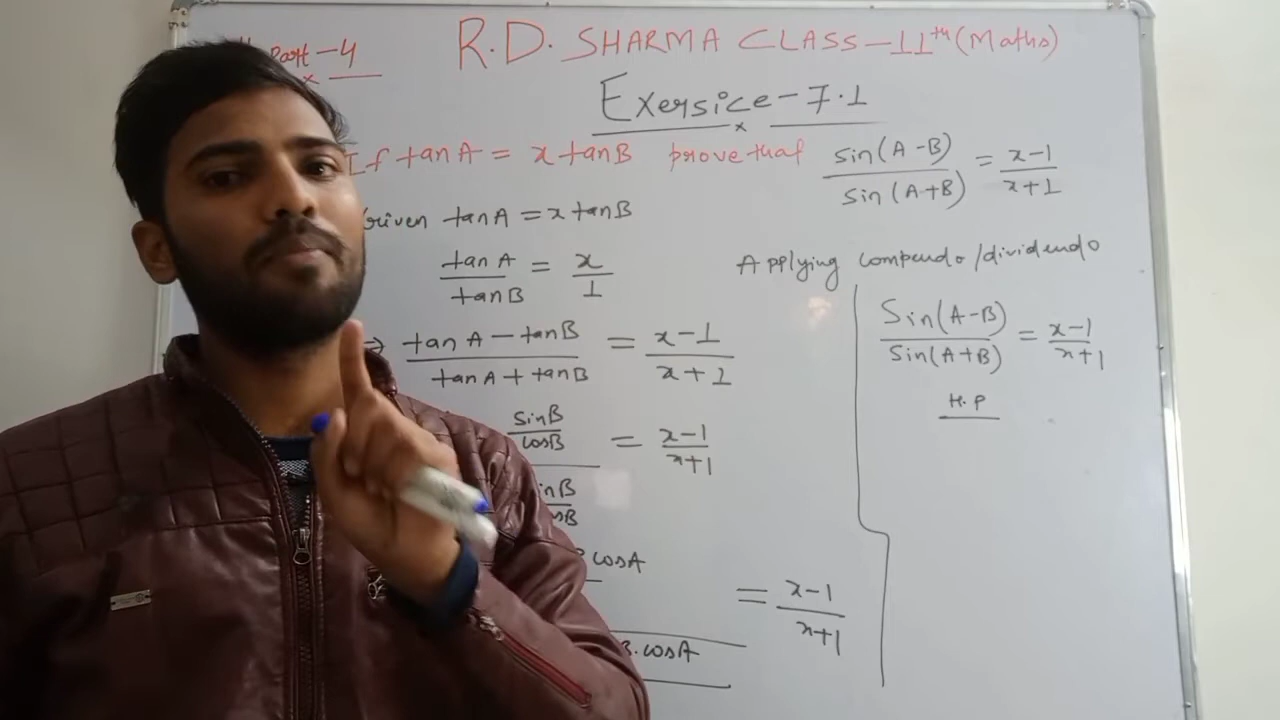 Part-4
R.D. SHARMA CLASS-11th (Maths)
Exersice-7.1
If tanA = x tanB prove that sin(A-B)/sin(A+B) = x-1/x+1
Given tanA = x tanB
tanA/tanB = x/1
Applying compendo/dividendo
⇒ tanA - tanB/tanA + tanB = x-1/x+1
sinB/cosB = x-1/x+1
cosA
= x-1/x+1
.cosA
Sin(A-B)/Sin(A+B) = x-1/x+1
H.P